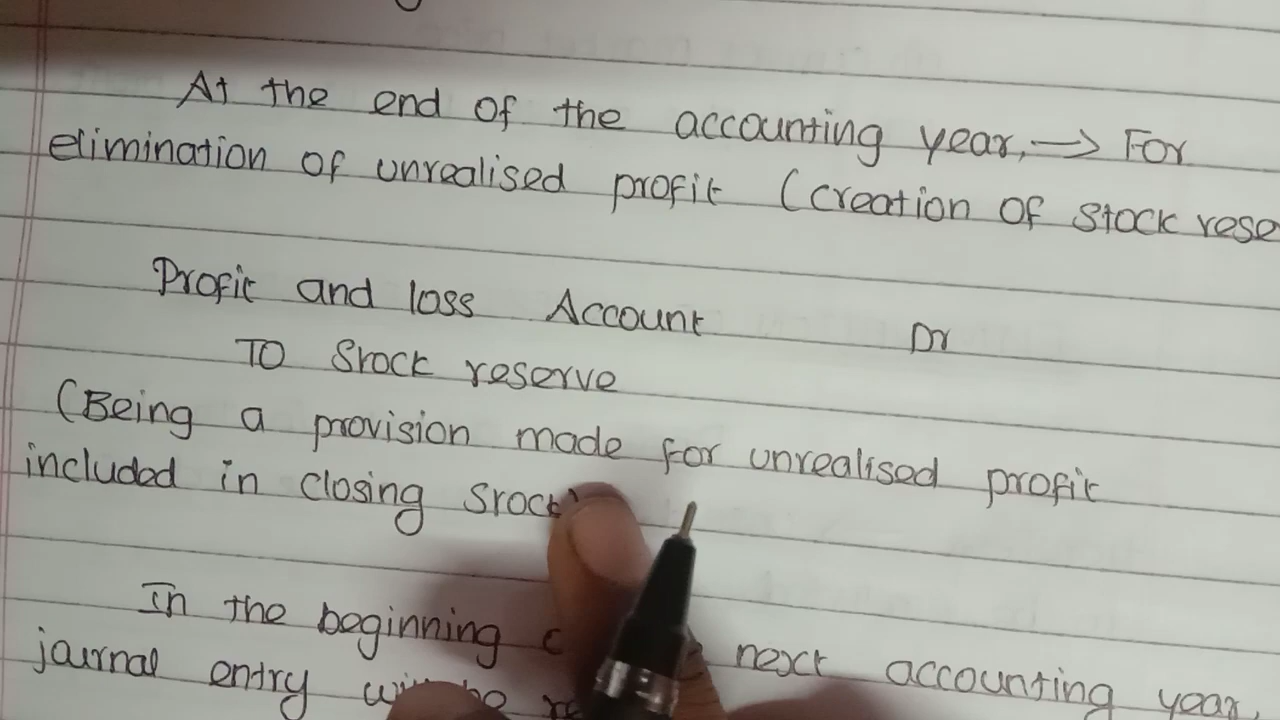 At the end of the accounting year, → For
elimination of unrealised profit (creation of stock rese
Profit and loss Account Dr
To Stock reserve
(Being a provision made for unrealised profit
included in closing stock)
In the beginning next accounting year,
journal entry